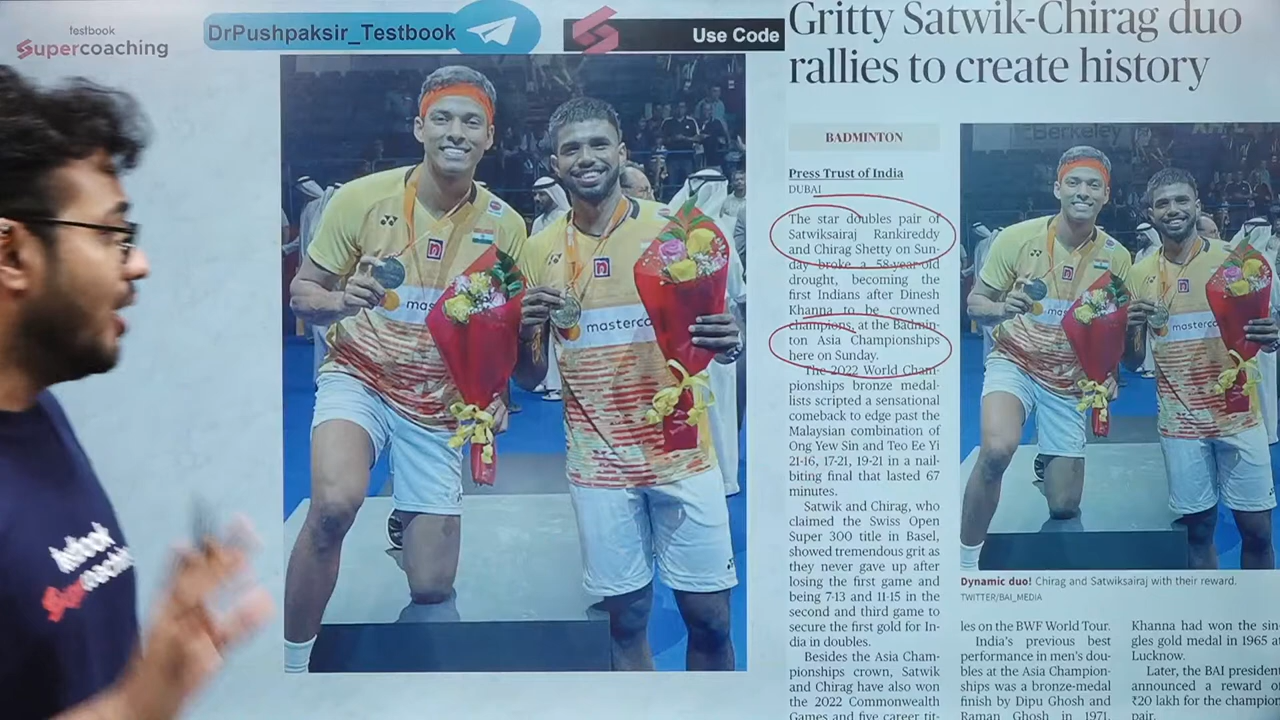 testbook
Supercoaching
DrPushpaksir_Testbook
Use Code
Gritty Satwik-Chirag duo
rallies to create history
BADMINTON
Press Trust of India
DUBAI
The star doubles pair of
Satwiksairaj Rankireddy
and Chirag Shetty on Sun-
day broke a 58-year-old
drought, becoming the
first Indians after Dinesh
Khanna to be crowned
champions, at the Badmin-
ton Asia Championships
here on Sunday.
The 2022 World Cham-
pionships bronze medal-
lists scripted a sensational
comeback to edge past the
Malaysian combination of
Ong Yew Sin and Teo Ee Yi
21-16, 17-21, 19-21 in a nail-
biting final that lasted 67
minutes.
Satwik and Chirag, who
claimed the Swiss Open
Super 300 title in Basel,
showed tremendous grit as
they never gave up after
losing the first game and
being 7-13 and 11-15 in the
second and third game to
secure the first gold for In-
dia in doubles.
Besides the Asia Cham-
pionships crown, Satwik
and Chirag have also won
the 2022 Commonwealth
Games and five career tit-
Berkeley
Dynamic duo! Chirag and Satwiksairaj with their reward.
TWITTER/BAI_MEDIA
les on the BWF World Tour.
India's previous best
performance in men's dou-
bles at the Asia Champion-
ships was a bronze-medal
finish by Dipu Ghosh and
Raman Ghosh in 1971.
Khanna had won the sin-
gles gold medal in 1965 at
Lucknow.
Later, the BAI president
announced a reward of
₹20 lakh for the champion
pair.
mas
masterc
mastercc
testbook
Supercoaching